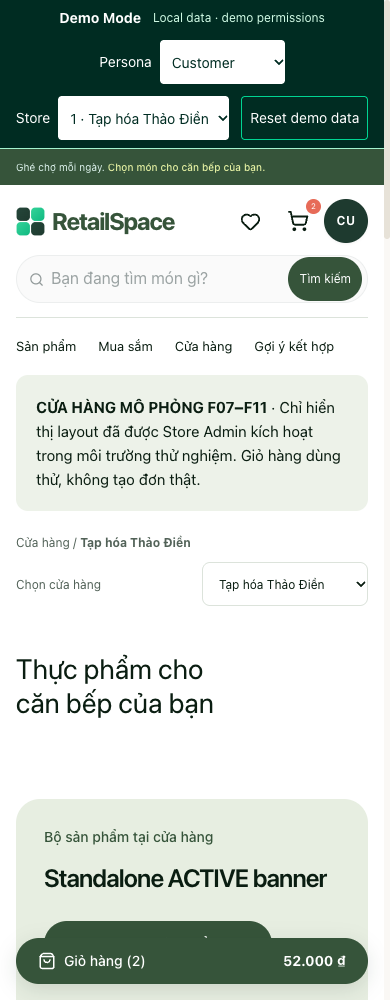 Demo Mode Local data · demo permissions
Persona Customer
Store 1 · Tạp hóa Thảo Điền Reset demo data
Ghé chợ mỗi ngày. Chọn món cho căn bếp của bạn.
RetailSpace 2 CU
Bạn đang tìm món gì? Tìm kiếm
Sản phẩm Mua sắm Cửa hàng Gợi ý kết hợp
CỬA HÀNG MÔ PHỎNG F07–F11 · Chỉ hiển
thị layout đã được Store Admin kích hoạt
trong môi trường thử nghiệm. Giỏ hàng dùng
thử, không tạo đơn thật.
Cửa hàng / Tạp hóa Thảo Điền
Chọn cửa hàng Tạp hóa Thảo Điền
Thực phẩm cho
căn bếp của bạn
Bộ sản phẩm tại cửa hàng
Standalone ACTIVE banner
Giỏ hàng (2) 52.000 ₫